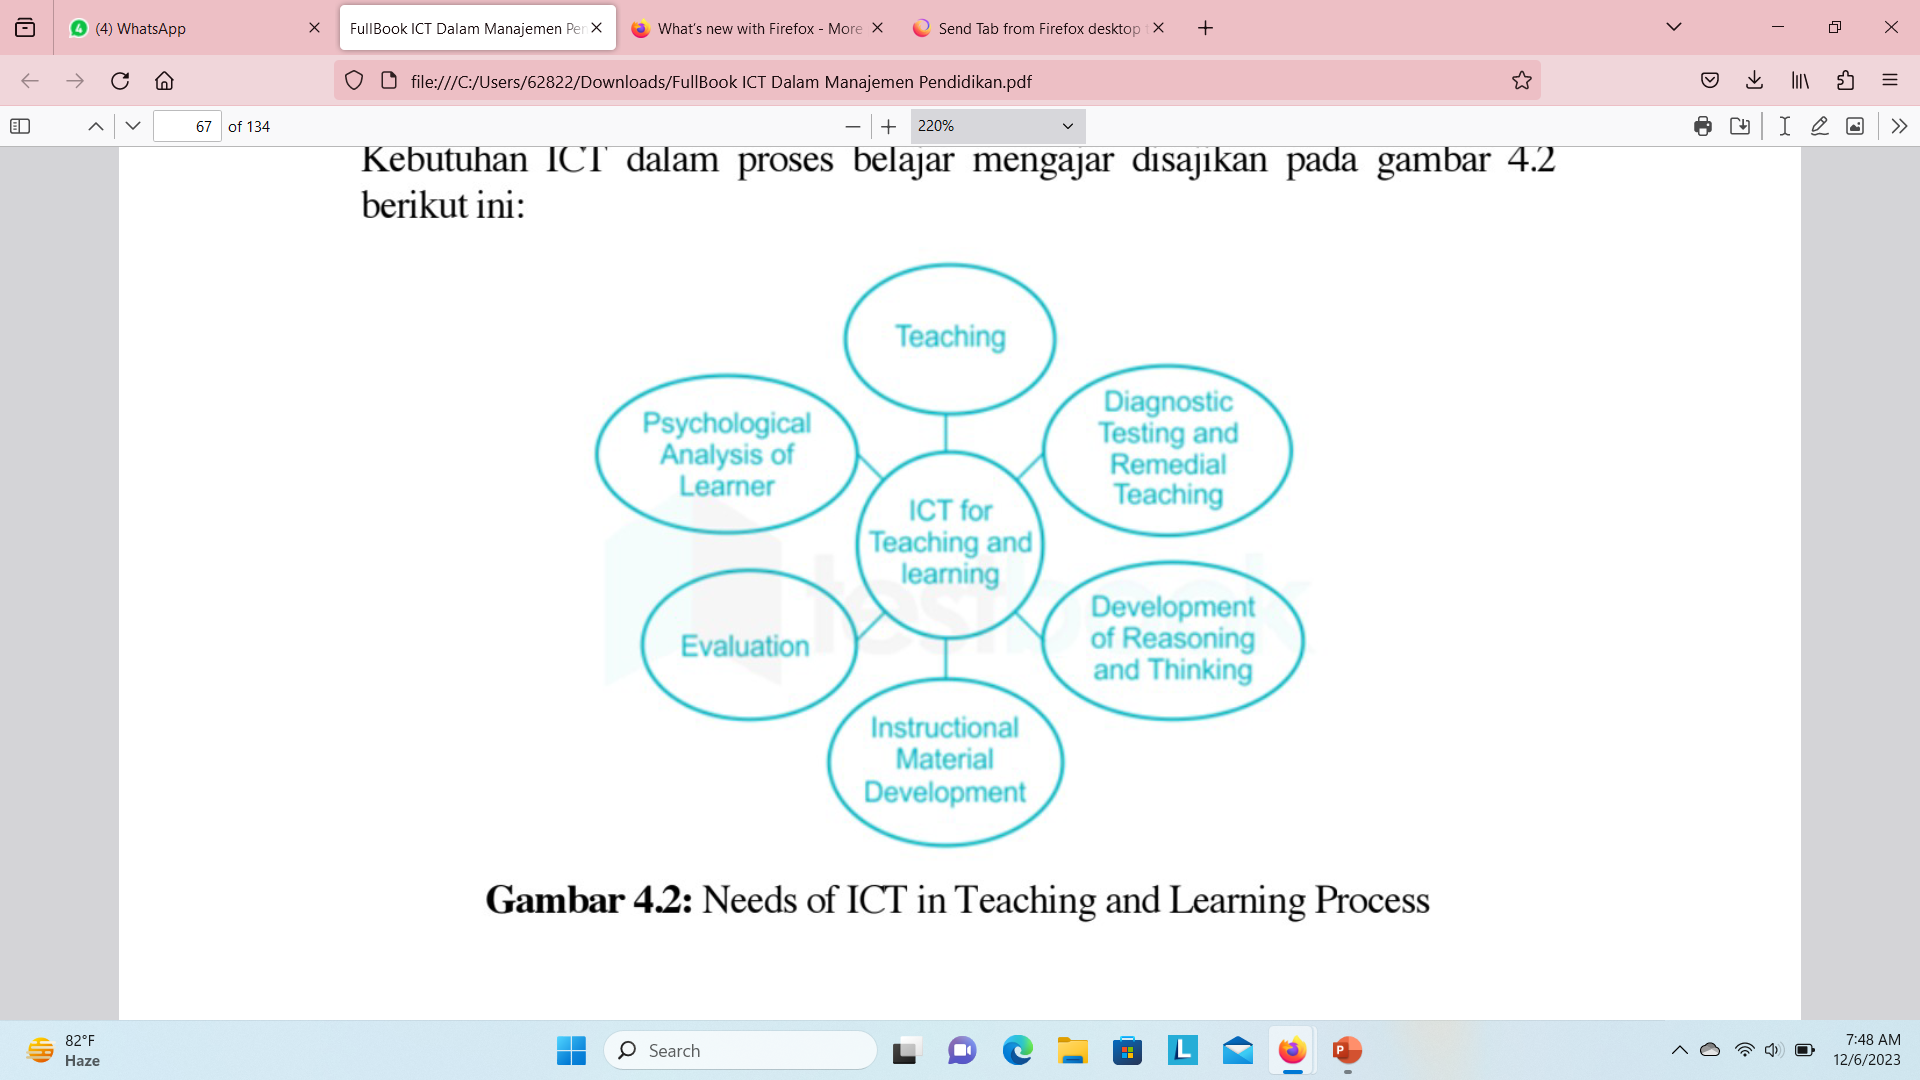 (4) WhatsApp
FullBook ICT Dalam Manajemen Pe
What's new with Firefox - More
Send Tab from Firefox desktop
file:///C:/Users/62822/Downloads/FullBook ICT Dalam Manajemen Pendidikan.pdf
67 of 134
220%
Kebutuhan ICT dalam proses belajar mengajar disajikan pada gambar 4.2
berikut ini:
Teaching
Psychological
Analysis of
Learner
Diagnostic
Testing and
Remedial
Teaching
ICT for
Teaching and
learning
testbook
Evaluation
Development
of Reasoning
and Thinking
Instructional
Material
Development
Gambar 4.2: Needs of ICT in Teaching and Learning Process
82°F
Haze
Search
7:48 AM
12/6/2023